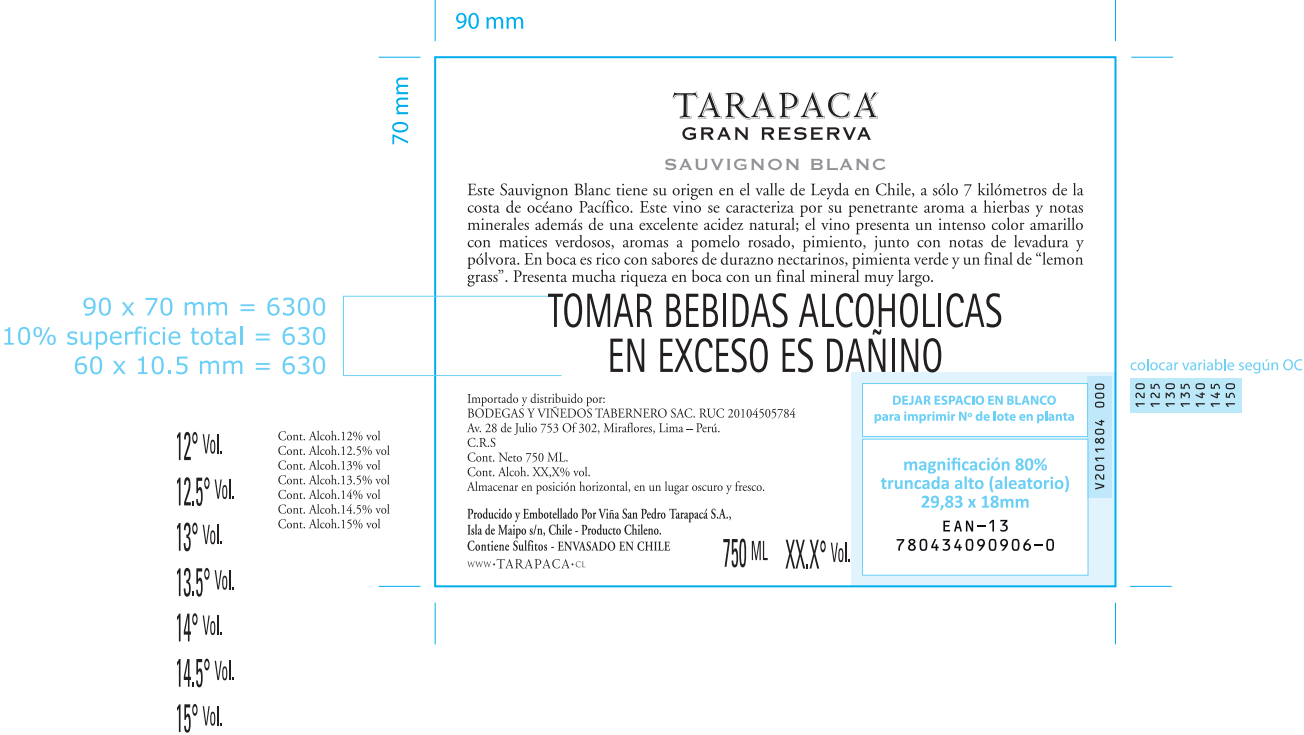 90 mm
70 mm
TARAPACÁ
GRAN RESERVA
SAUVIGNON BLANC
Este Sauvignon Blanc tiene su origen en el valle de Leyda en Chile, a sólo 7 kilómetros de la
costa de océano Pacífico. Este vino se caracteriza por su penetrante aroma a hierbas y notas
minerales además de una excelente acidez natural; el vino presenta un intenso color amarillo
con matices verdosos, aromas a pomelo rosado, pimiento, junto con notas de levadura y
pólvora. En boca es rico con sabores de durazno nectarinos, pimienta verde y un final de “lemon
grass”. Presenta mucha riqueza en boca con un final mineral muy largo.
90 x 70 mm = 6300
10% superficie total = 630
60 x 10.5 mm = 630
TOMAR BEBIDAS ALCOHOLICAS
EN EXCESO ES DAÑINO
Importado y distribuido por:
BODEGAS Y VIÑEDOS TABERNERO SAC. RUC 20104505784
Av. 28 de Julio 753 Of 302, Miraflores, Lima – Perú.
C.R.S
Cont. Neto 750 ML.
Cont. Alcoh. XX,X% vol.
Almacenar en posición horizontal, en un lugar oscuro y fresco.
Producido y Embotellado Por Viña San Pedro Tarapacá S.A.,
Isla de Maipo s/n, Chile - Producto Chileno.
Contiene Sulfitos - ENVASADO EN CHILE
WWW•TARAPACA•CL
750 ML
XX.X° Vol.
DEJAR ESPACIO EN BLANCO
para imprimir Nº de lote en planta
magnificación 80%
truncada alto (aleatorio)
29,83 x 18mm
EAN-13
780434090906-0
V2011804 000
colocar variable según OC
120
125
130
135
140
145
150
12° Vol.
12.5° Vol.
13° Vol.
13.5° Vol.
14° Vol.
14.5° Vol.
15° Vol.
Cont. Alcoh.12% vol
Cont. Alcoh.12.5% vol
Cont. Alcoh.13% vol
Cont. Alcoh.13.5% vol
Cont. Alcoh.14% vol
Cont. Alcoh.14.5% vol
Cont. Alcoh.15% vol